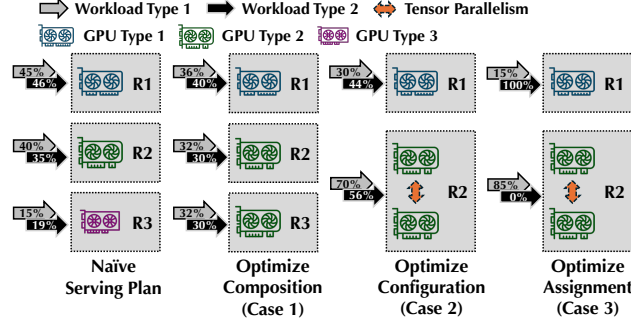 Workload Type 1 Workload Type 2 Tensor Parallelism
GPU Type 1 GPU Type 2 GPU Type 3
45% 36% 30% 15%
46% R1 40% R1 44% R1 100% R1
40% 32%
35% R2 30% R2
70% R2 85% R2
56% 0%
15% 32%
19% R3 30% R3
Naïve Optimize Optimize Optimize
Serving Plan Composition Configuration Assignment
(Case 1) (Case 2) (Case 3)